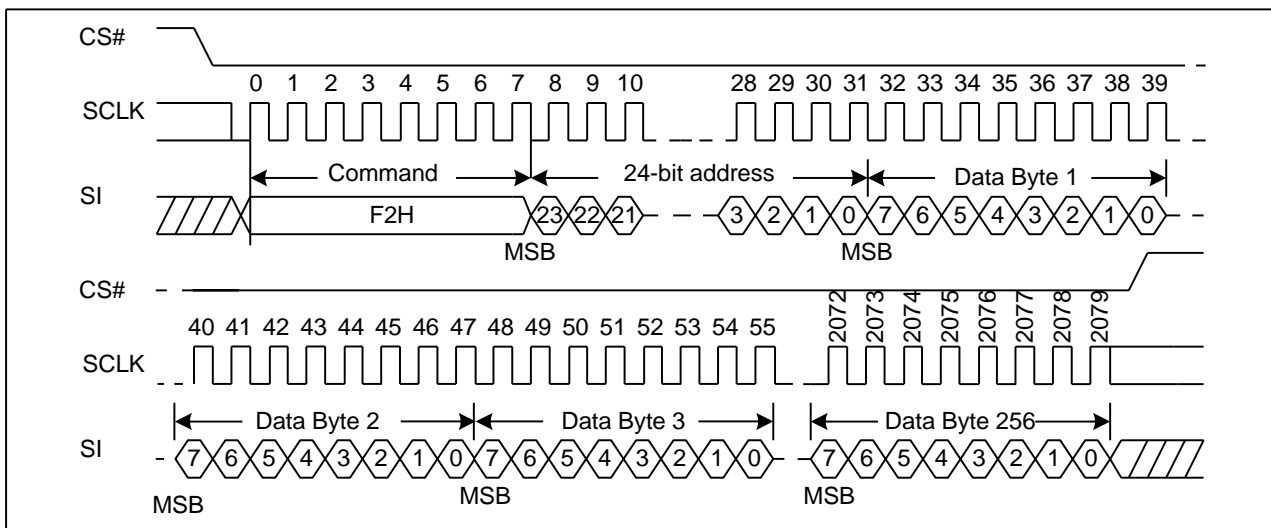 CS#
0 1 2 3 4 5 6 7 8 9 10 28 29 30 31 32 33 34 35 36 37 38 39
SCLK
Command 24-bit address Data Byte 1
SI
F2H 23 22 21 3 2 1 0 7 6 5 4 3 2 1 0
MSB MSB
CS#
40 41 42 43 44 45 46 47 48 49 50 51 52 53 54 55 2072 2073 2074 2075 2076 2077 2078 2079
SCLK
Data Byte 2 Data Byte 3 Data Byte 256
SI
7 6 5 4 3 2 1 0 7 6 5 4 3 2 1 0 7 6 5 4 3 2 1 0
MSB MSB MSB